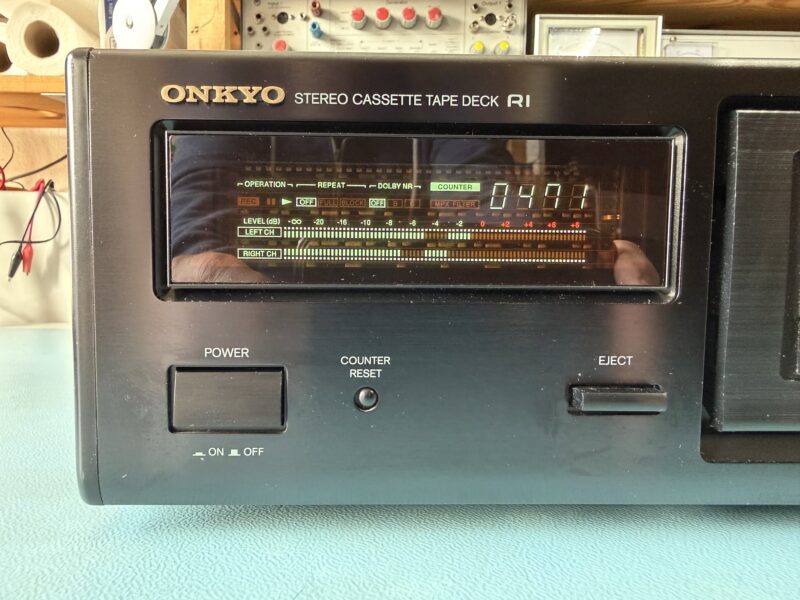 ONKYO STEREO CASSETTE TAPE DECK RI
OPERATION REPEAT DOLBY NR COUNTER 0471
REC OFF FULL BLOCK OFF B C MPX FILTER
LEVEL (dB) -∞ -20 -16 -10 -8 -6 -4 -2 0 +2 +4 +6 +8
LEFT CH
RIGHT CH
POWER
COUNTER
RESET
EJECT
ON OFF